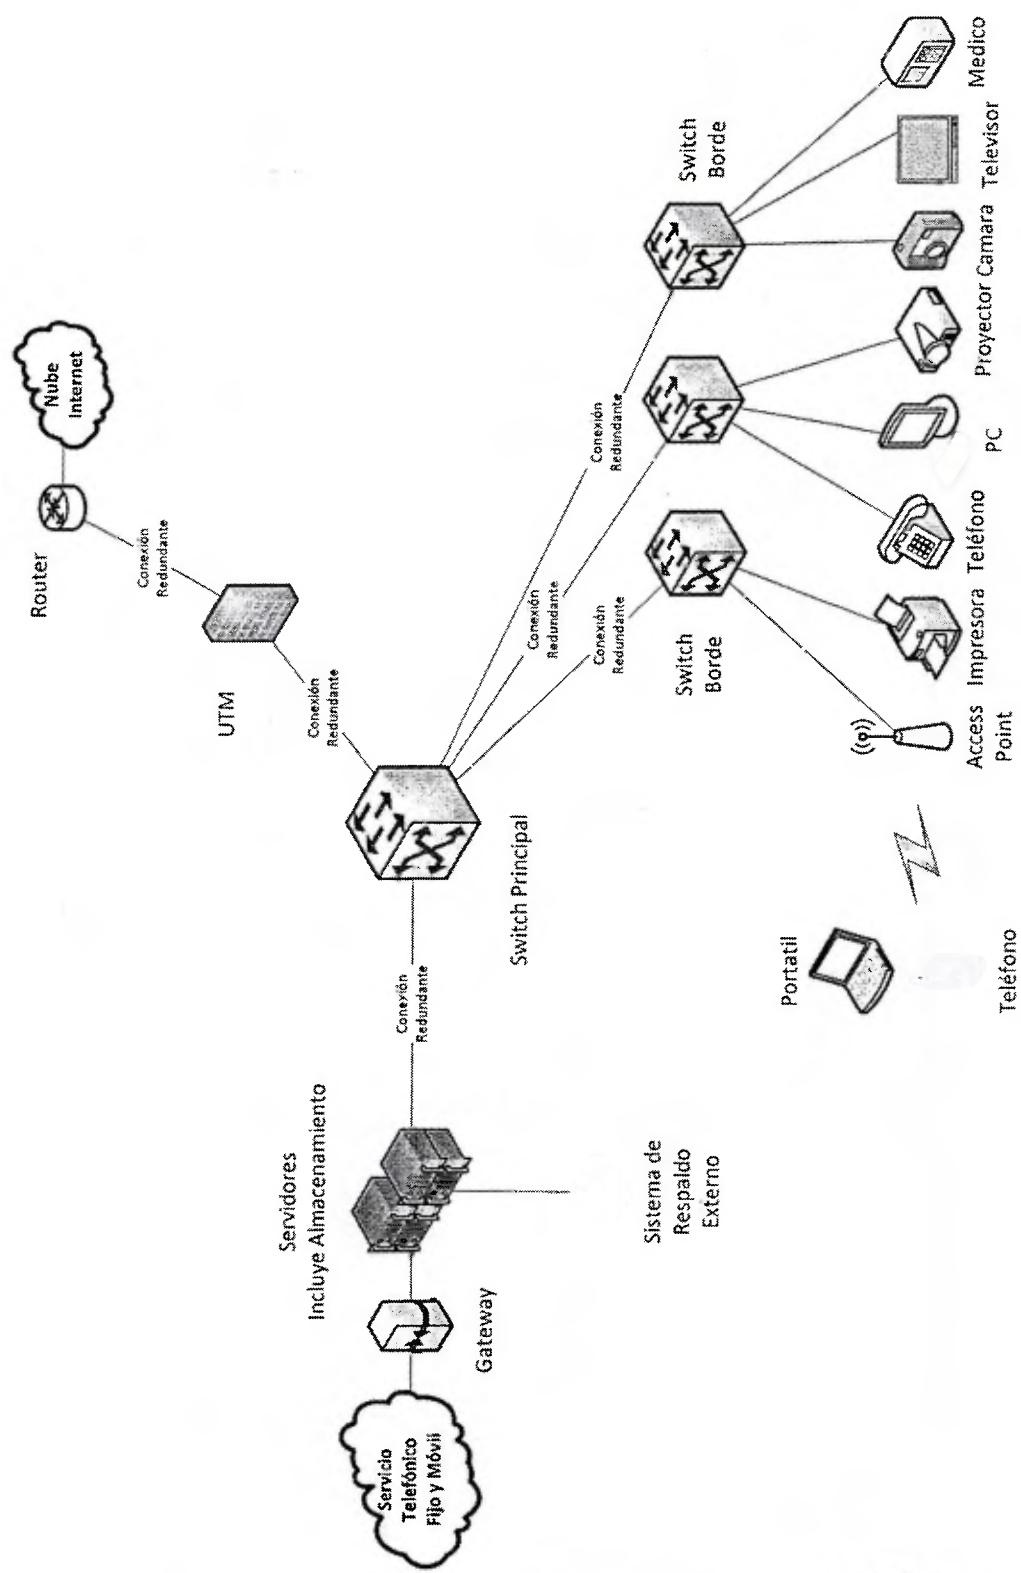 Nube
Internet
Router
Conexión
Redundante
UTM
Conexión
Redundante
Servidores
Incluye Almacenamiento
Servicio
Telefónico
Fijo y Móvil
Gateway
Conexión
Redundante
Switch Principal
Sistema de
Respaldo
Externo
Conexión
Redundante
Conexión
Redundante
Conexión
Redundante
Switch
Borde
Switch
Borde
Portatil
Teléfono
Access
Point
Impresora
Teléfono
PC
Proyector
Camara
Televisor
Medico